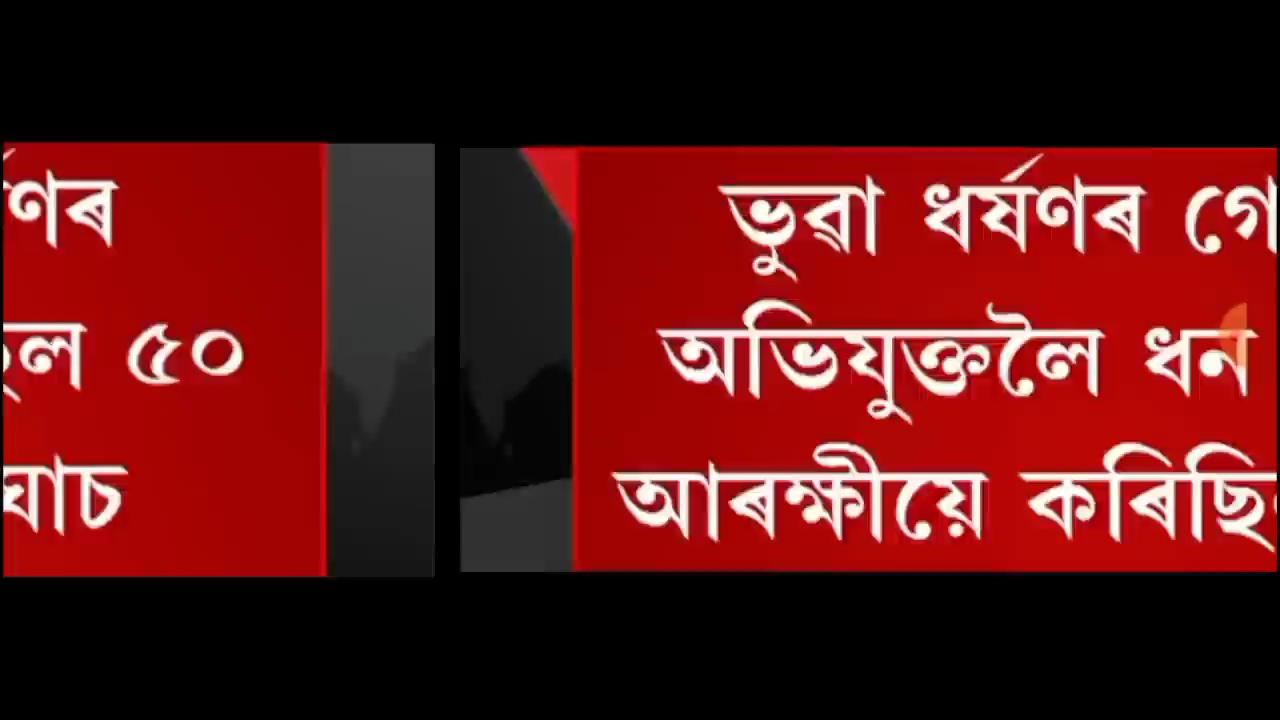 ণৰ
ল ৫০
ঘাচ
ভুৱা ধৰ্ষণৰ গো
অভিযুক্তলৈ ধন
আৰক্ষীয়ে কৰিছি